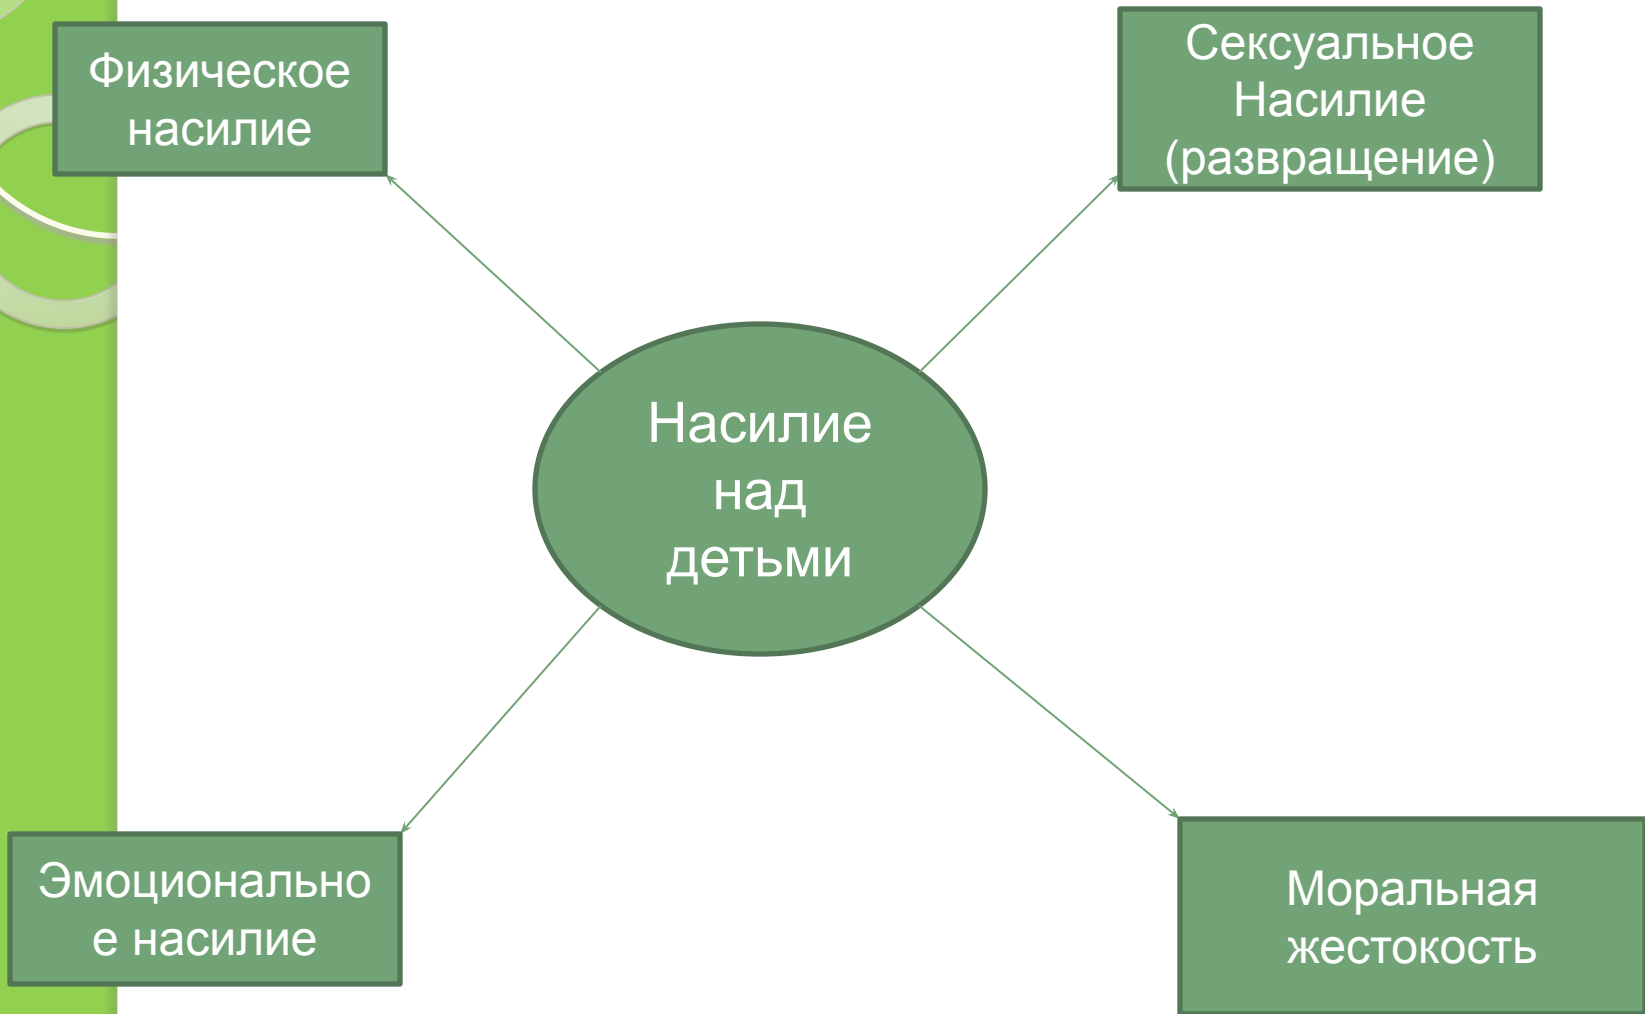 Физическое
насилие
Сексуальное
Насилие
(развращение)
Насилие
над
детьми
Эмоционально
е насилие
Моральная
жестокость